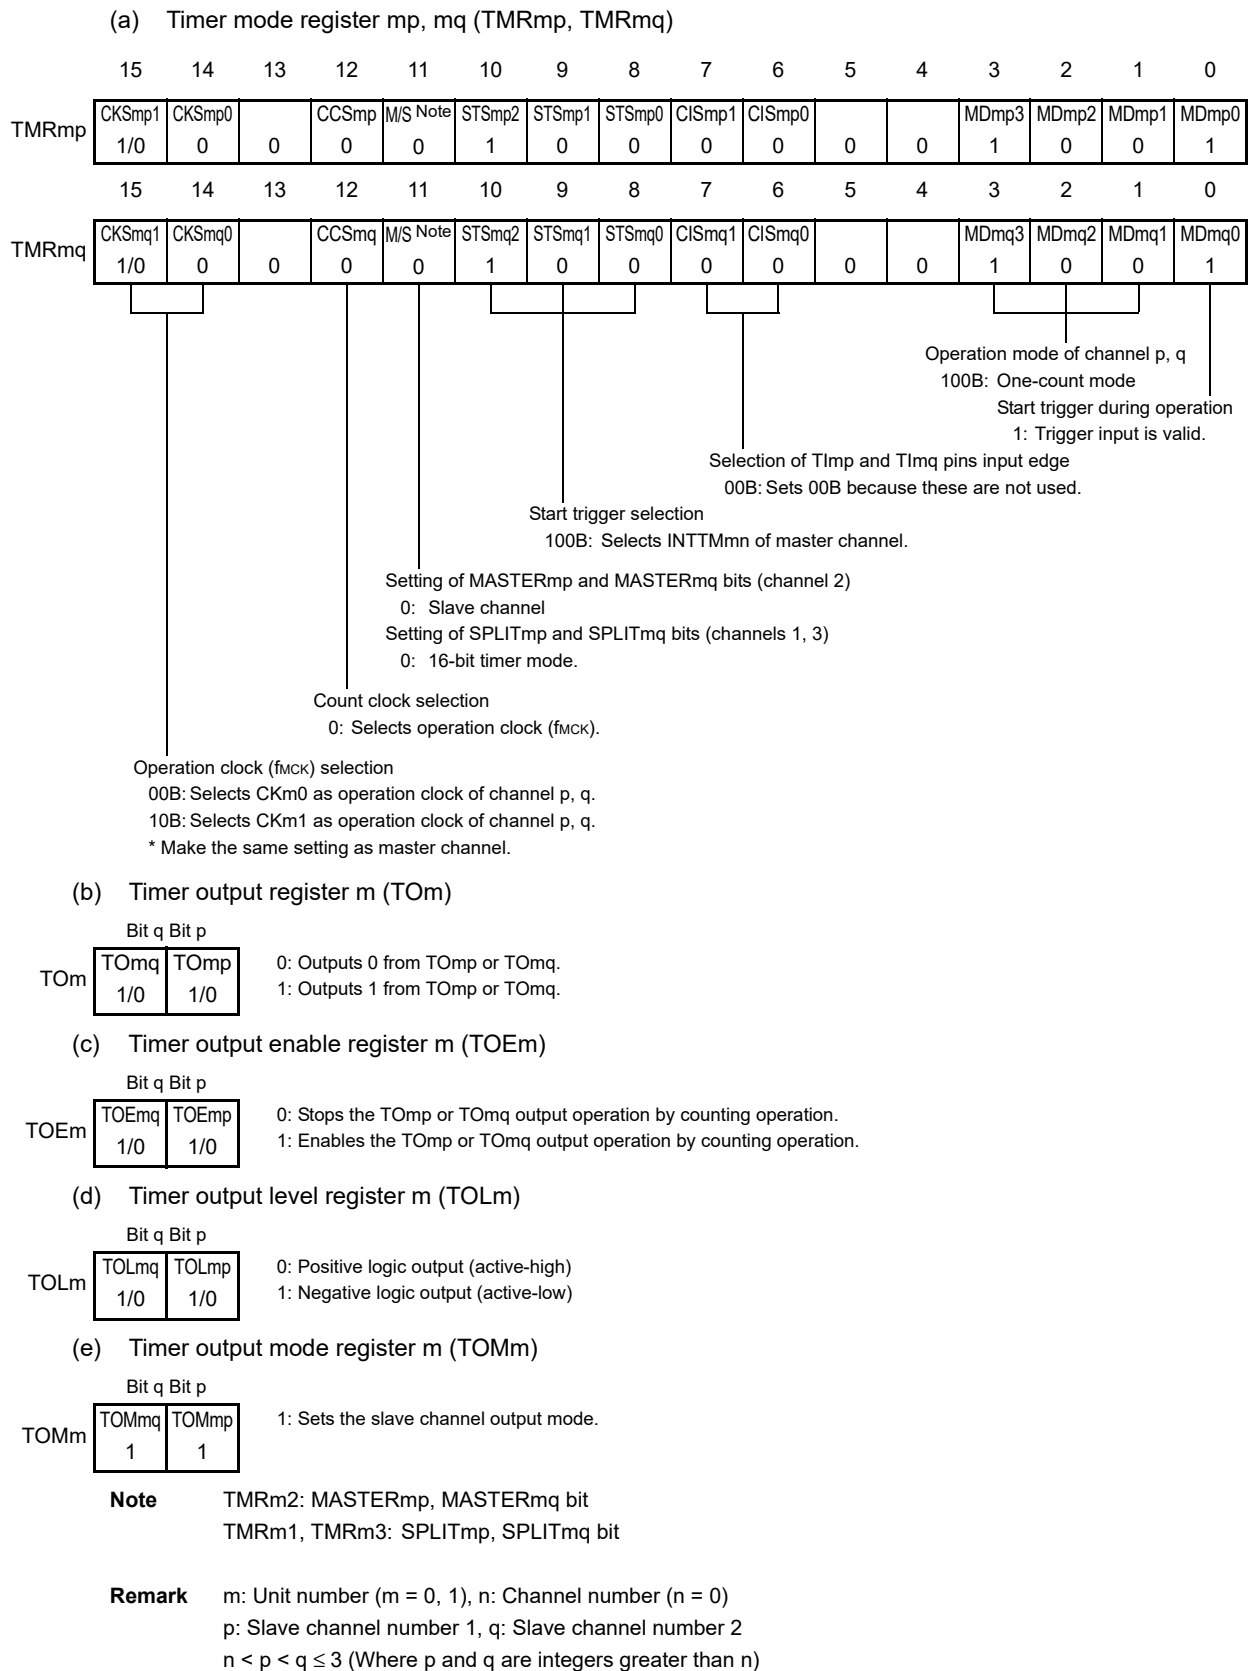 (a) Timer mode register mp, mq (TMRmp, TMRmq)
15 14 13 12 11 10 9 8 7 6 5 4 3 2 1 0
TMRmp CKSmp1 CKSmp0 CCSmp M/S Note STSmp2 STSmp1 STSmp0 CISmp1 CISmp0 MDmp3 MDmp2 MDmp1 MDmp0
1/0 0 0 0 0 1 0 0 0 0 0 0 1 0 0 1
15 14 13 12 11 10 9 8 7 6 5 4 3 2 1 0
TMRmq CKSmq1 CKSmq0 CCSmq M/S Note STSmq2 STSmq1 STSmq0 CISmq1 CISmq0 MDmq3 MDmq2 MDmq1 MDmq0
1/0 0 0 0 0 1 0 0 0 0 0 0 1 0 0 1
Operation mode of channel p, q
100B: One-count mode
Start trigger during operation
1: Trigger input is valid.
Selection of TImp and TImq pins input edge
00B: Sets 00B because these are not used.
Start trigger selection
100B: Selects INTTMmn of master channel.
Setting of MASTERmp and MASTERmq bits (channel 2)
0: Slave channel
Setting of SPLITmp and SPLITmq bits (channels 1, 3)
0: 16-bit timer mode.
Count clock selection
0: Selects operation clock (fMCK).
Operation clock (fMCK) selection
00B: Selects CKm0 as operation clock of channel p, q.
10B: Selects CKm1 as operation clock of channel p, q.
* Make the same setting as master channel.
(b) Timer output register m (TOm)
Bit q Bit p
TOm TOmq TOmp
1/0 1/0
0: Outputs 0 from TOmp or TOmq.
1: Outputs 1 from TOmp or TOmq.
(c) Timer output enable register m (TOEm)
Bit q Bit p
TOEm TOEmq TOEmp
1/0 1/0
0: Stops the TOmp or TOmq output operation by counting operation.
1: Enables the TOmp or TOmq output operation by counting operation.
(d) Timer output level register m (TOLm)
Bit q Bit p
TOLm TOLmq TOLmp
1/0 1/0
0: Positive logic output (active-high)
1: Negative logic output (active-low)
(e) Timer output mode register m (TOMm)
Bit q Bit p
TOMm TOMmq TOMmp
1 1
1: Sets the slave channel output mode.
Note TMRm2: MASTERmp, MASTERmq bit
TMRm1, TMRm3: SPLITmp, SPLITmq bit
Remark m: Unit number (m = 0, 1), n: Channel number (n = 0)
p: Slave channel number 1, q: Slave channel number 2
n < p < q ≤ 3 (Where p and q are integers greater than n)